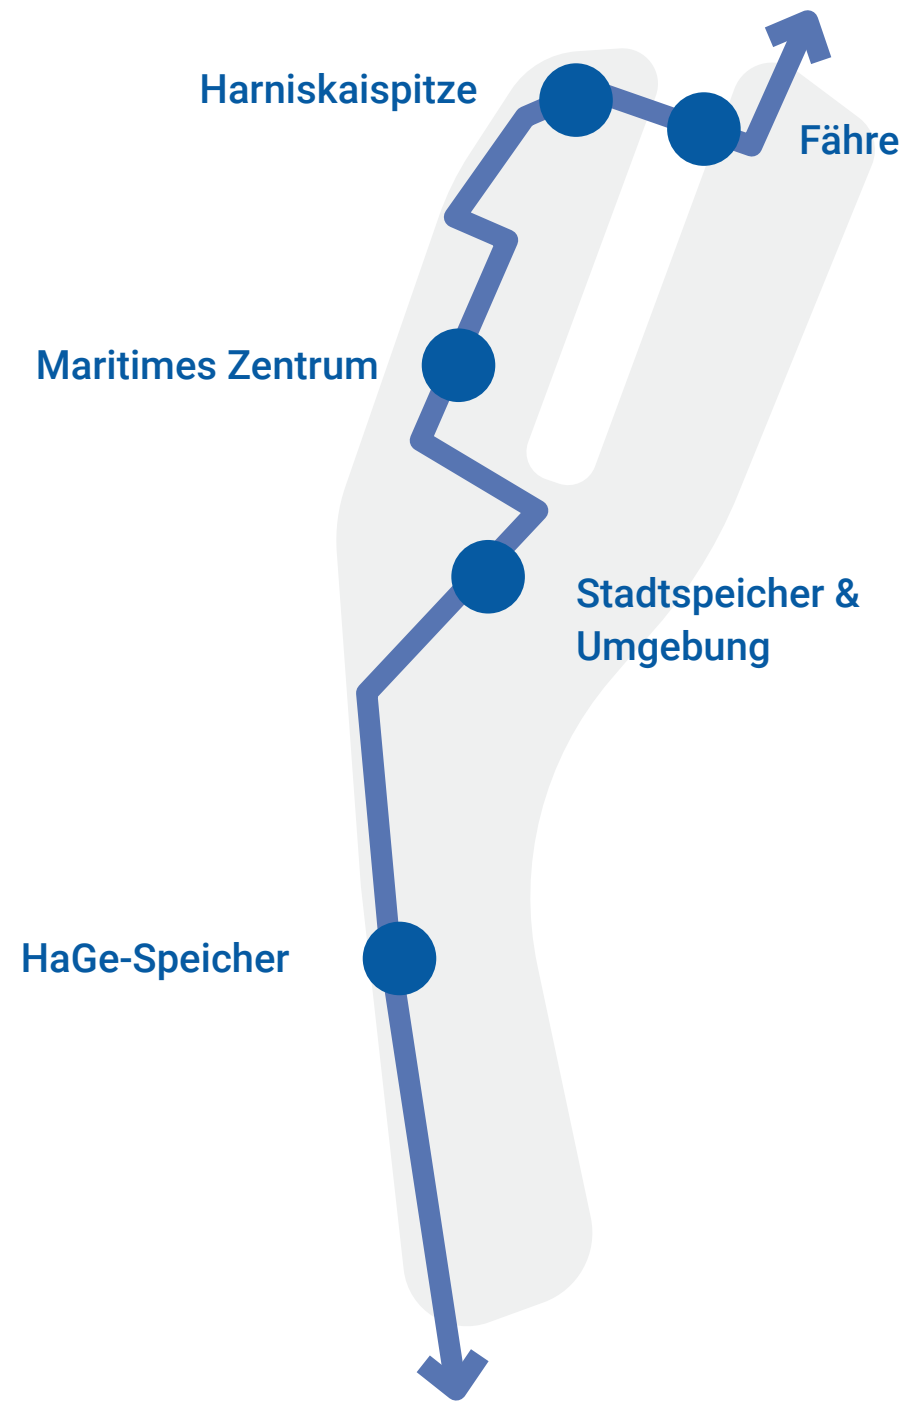 Harniskaispitze
Fähre
Maritimes Zentrum
Stadtspeicher &
Umgebung
HaGe-Speicher